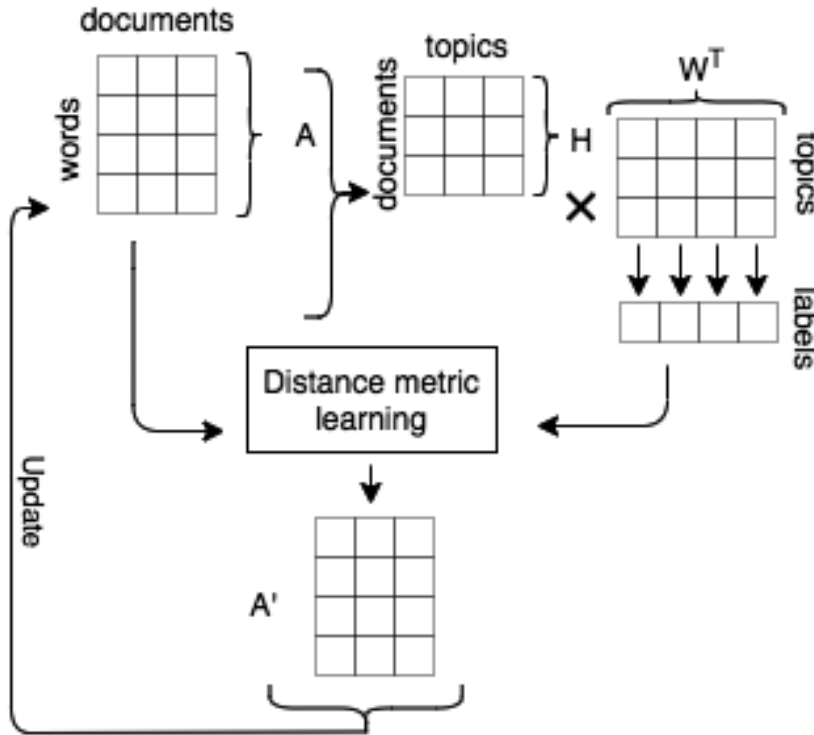 documents
words
A
topics
documents
H
×
W^T
topics
labels
Distance metric
learning
Update
A'